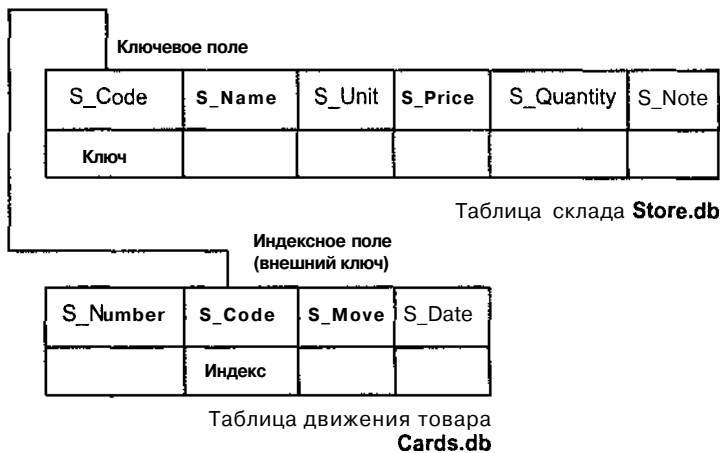 Ключевое поле
S_Code S_Name S_Unit S_Price S_Quantity S_Note
Ключ
Таблица склада Store.db
Индексное поле
(внешний ключ)
S_Number S_Code S_Move S_Date
Индекс
Таблица движения товара
Cards.db